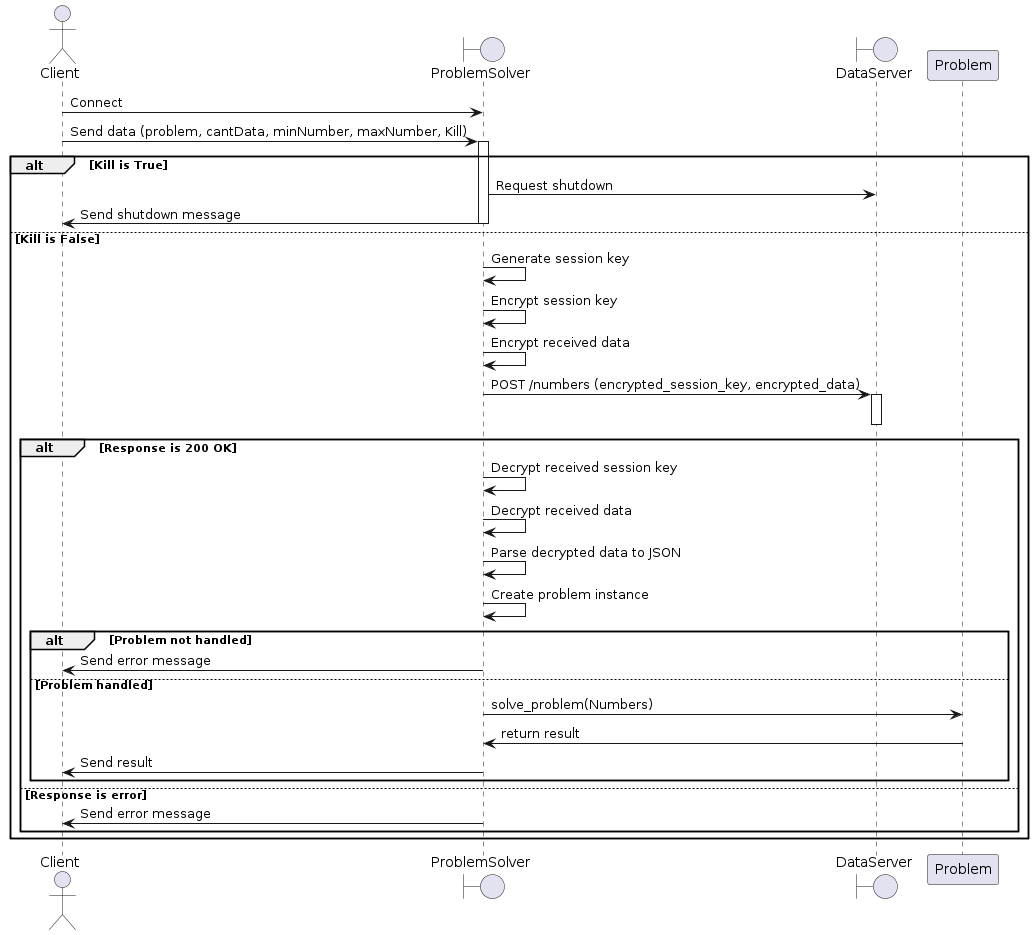 Client
ProblemSolver
DataServer
Problem
Connect
Send data (problem, cantData, minNumber, maxNumber, Kill)
alt
[Kill is True]
Request shutdown
Send shutdown message
[Kill is False]
Generate session key
Encrypt session key
Encrypt received data
POST /numbers (encrypted_session_key, encrypted_data)
alt
[Response is 200 OK]
Decrypt received session key
Decrypt received data
Parse decrypted data to JSON
Create problem instance
alt
[Problem not handled]
Send error message
[Problem handled]
solve_problem(Numbers)
return result
Send result
[Response is error]
Send error message
Client
ProblemSolver
DataServer
Problem